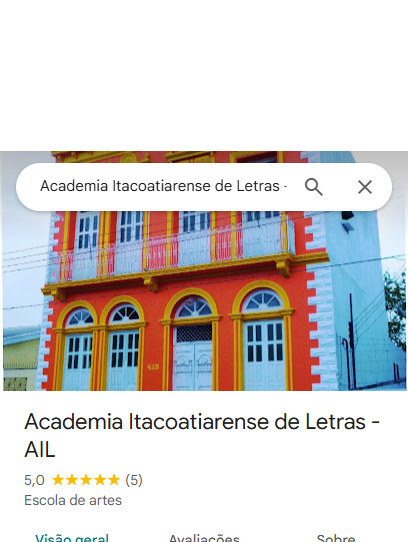 Academia Itacoatiarense de Letras -
419
Academia Itacoatiarense de Letras -
AIL
5,0 (5)
Escola de artes
Visão geral Avaliações Sobre